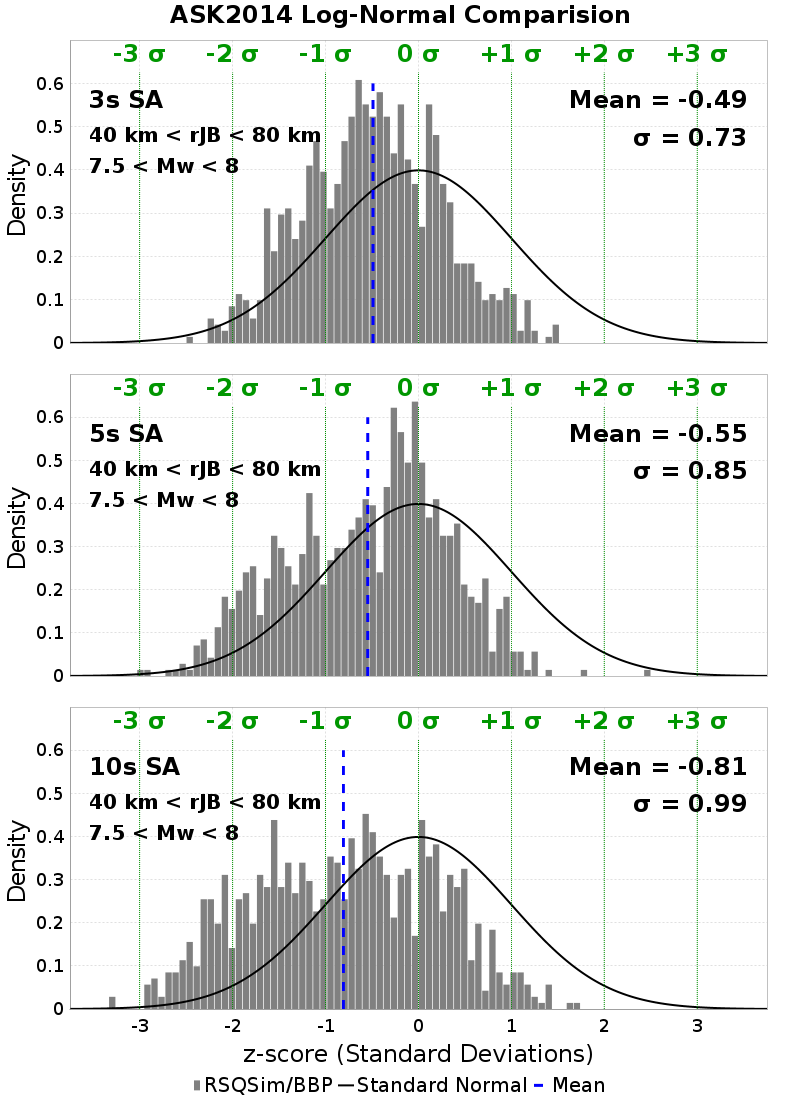 ASK2014 Log-Normal Comparision
-3 σ -2 σ -1 σ 0 σ +1 σ +2 σ +3 σ
3s SA
40 km < rJB < 80 km
7.5 < Mw < 8
Mean = -0.49
σ = 0.73
Density
0.6
0.5
0.4
0.3
0.2
0.1
0
-3 σ -2 σ -1 σ 0 σ +1 σ +2 σ +3 σ
5s SA
40 km < rJB < 80 km
7.5 < Mw < 8
Mean = -0.55
σ = 0.85
Density
0.6
0.5
0.4
0.3
0.2
0.1
0
-3 σ -2 σ -1 σ 0 σ +1 σ +2 σ +3 σ
10s SA
40 km < rJB < 80 km
7.5 < Mw < 8
Mean = -0.81
σ = 0.99
Density
0.6
0.5
0.4
0.3
0.2
0.1
0
-3 -2 -1 0 1 2 3
z-score (Standard Deviations)
RSQSim/BBP Standard Normal Mean